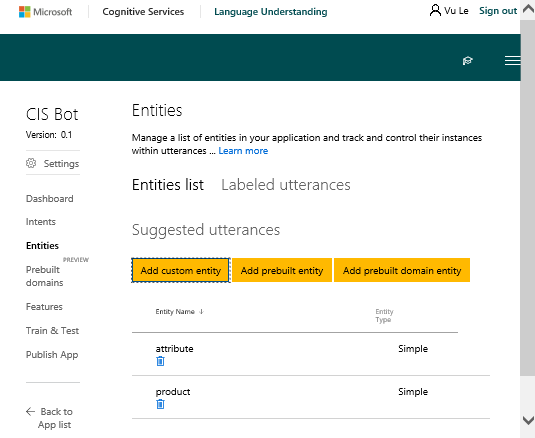 Microsoft
Cognitive Services
Language Understanding
Vu Le
Sign out
CIS Bot
Version: 0.1
Settings
Dashboard
Intents
Entities
PREVIEW
Prebuilt
domains
Features
Train & Test
Publish App
← Back to
App list
Entities
Manage a list of entities in your application and track and control their instances
within utterances ... Learn more
Entities list
Labeled utterances
Suggested utterances
Add custom entity
Add prebuilt entity
Add prebuilt domain entity
Entity Name ↓
Entity
Type
attribute
Simple
product
Simple